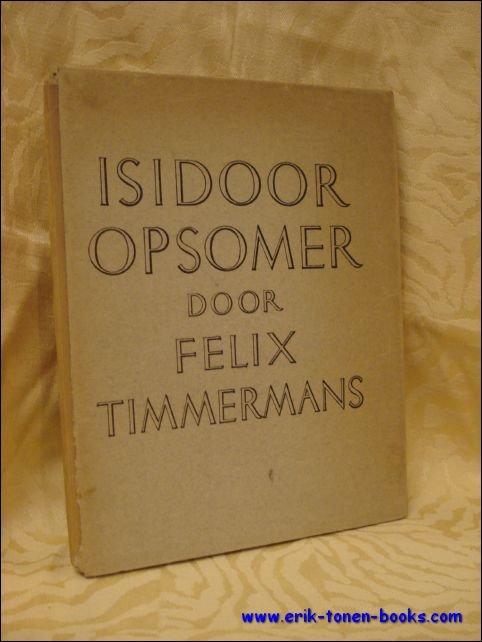 ISIDOOR
OPSOMER
DOOR
FELIX
TIMMERMANS
www.erik-tonen-books.com